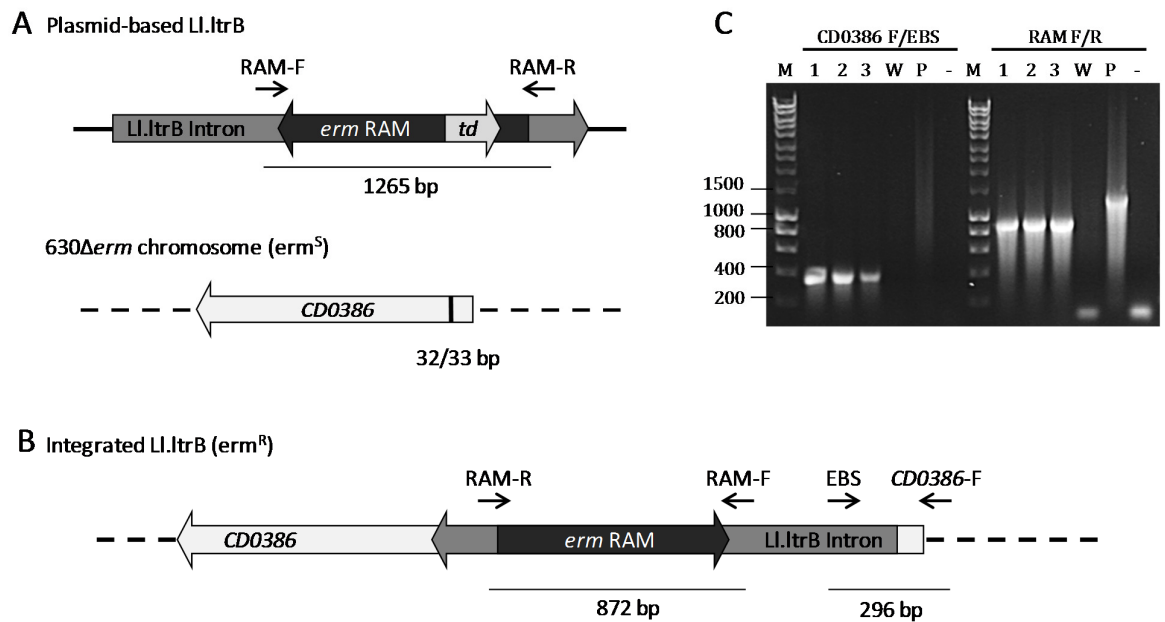 A Plasmid-based Ll.ltrB
RAM-F RAM-R
Ll.ltrB Intron erm RAM td
1265 bp
630Δerm chromosome (ermS)
CD0386
32/33 bp
B Integrated Ll.ltrB (ermR)
RAM-R RAM-F EBS CD0386-F
CD0386 erm RAM Ll.ltrB Intron
872 bp 296 bp
C
CD0386 F/EBS RAM F/R
M 1 2 3 W P - M 1 2 3 W P -
1500
1000
800
400
200